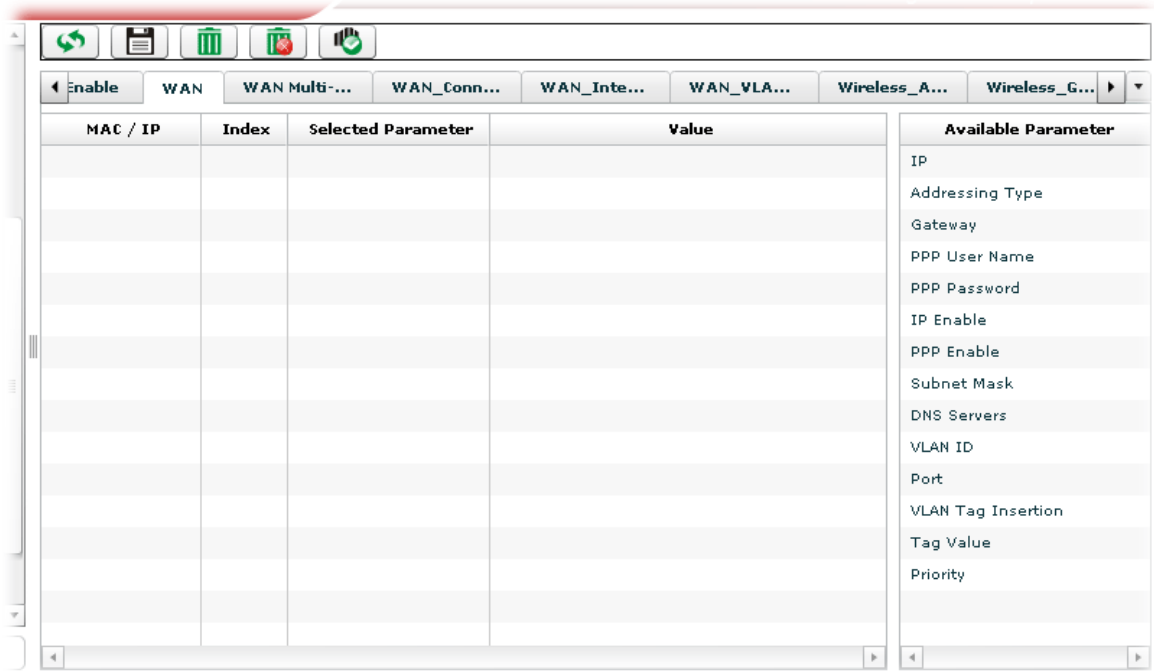 Enable WAN WAN Multi-... WAN_Conn... WAN_Inte... WAN_VLA... Wireless_A... Wireless_G...
MAC / IP Index Selected Parameter Value Available Parameter
IP
Addressing Type
Gateway
PPP User Name
PPP Password
IP Enable
PPP Enable
Subnet Mask
DNS Servers
VLAN ID
Port
VLAN Tag Insertion
Tag Value
Priority